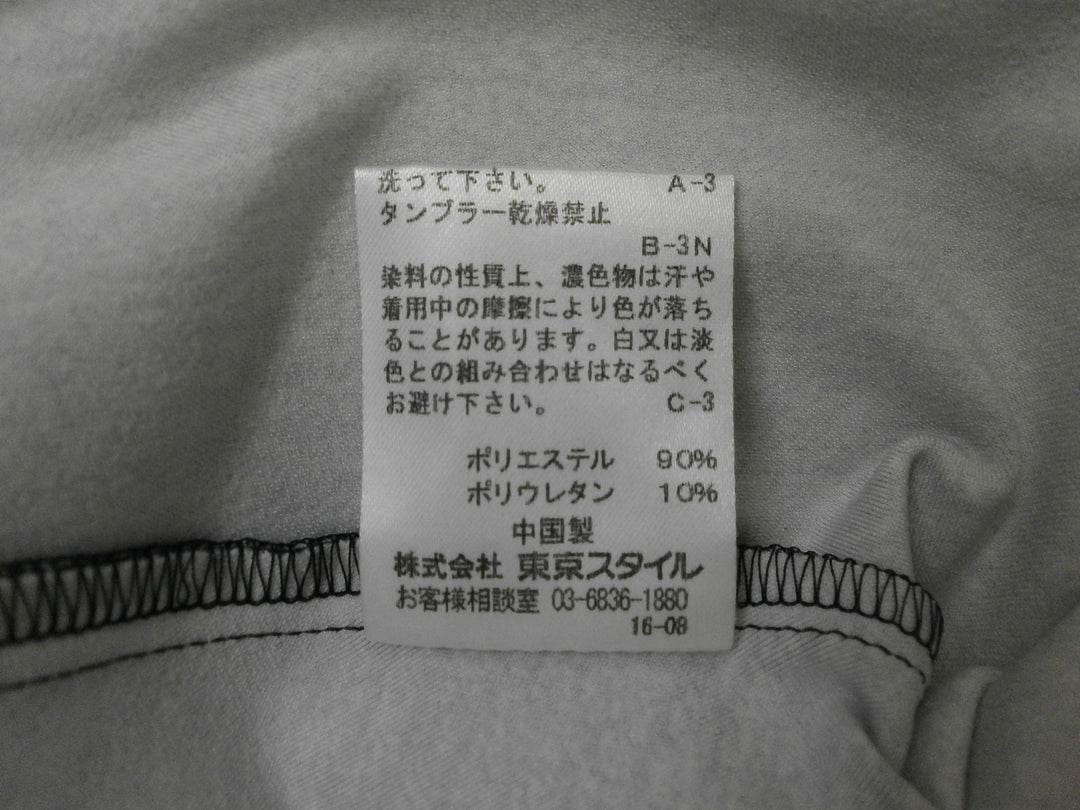 洗って下さい。 A-3
タンブラー乾燥禁止
B-3N
染料の性質上、濃色物は汗や
着用中の摩擦により色が落ち
ることがあります。白又は淡
色との組み合わせはなるべく
お避け下さい。 C-3
ポリエステル 90%
ポリウレタン 10%
中国製
株式会社 東京スタイル
お客様相談室 03-6836-1880
16-08